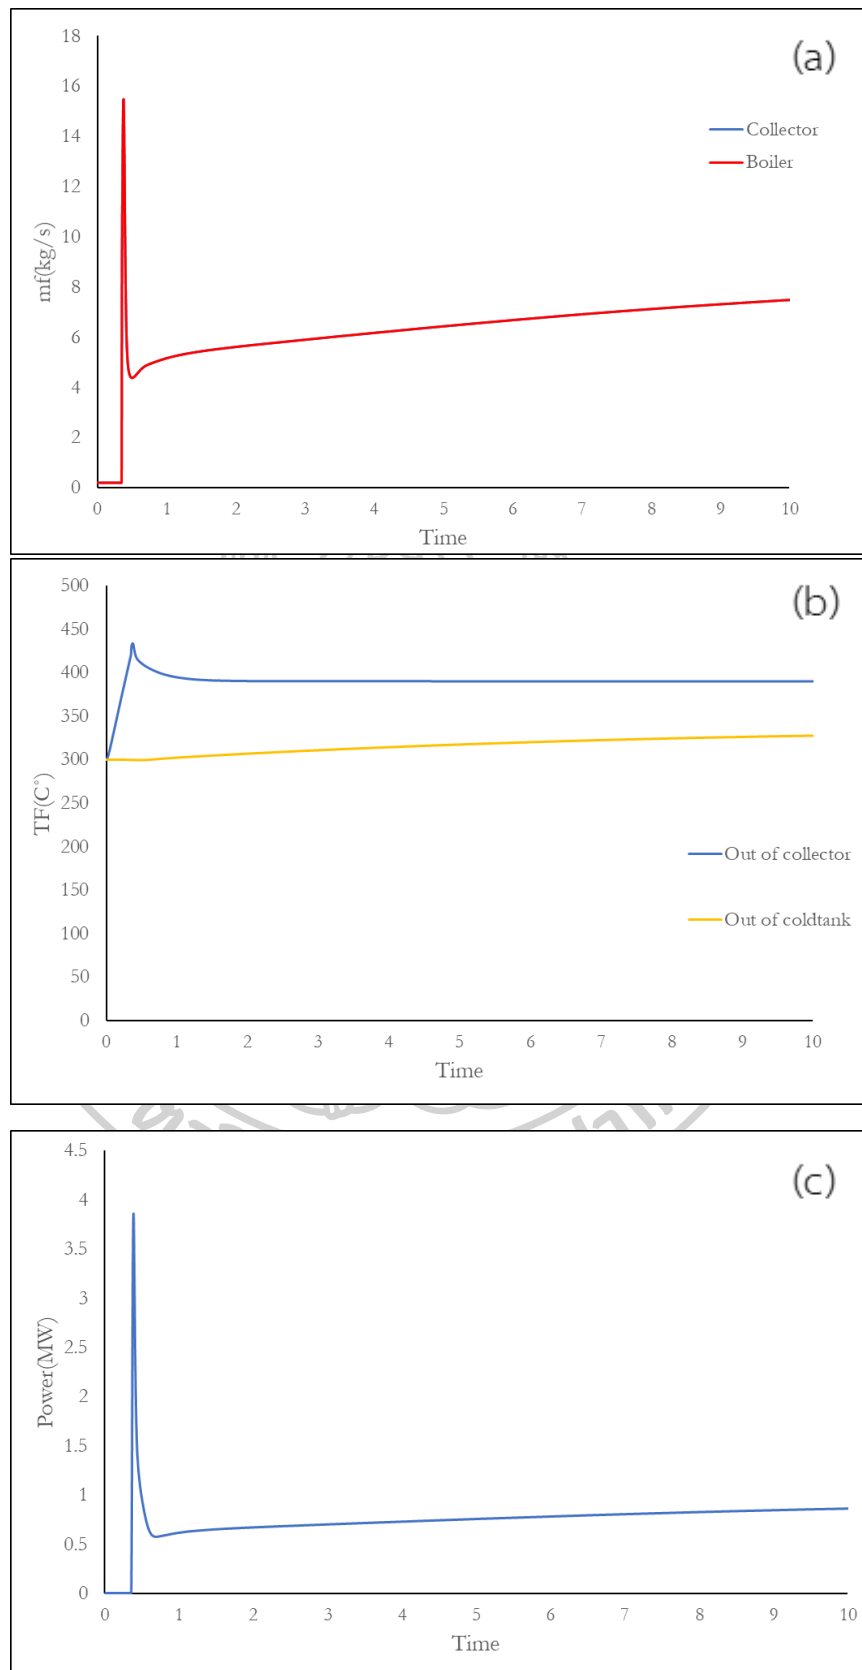 (a)
18
16
14
12
10
8
6
4
2
0
mf(kg/s)
Collector
Boiler
0 1 2 3 4 5 6 7 8 9 10
Time
(b)
500
450
400
350
300
250
200
150
100
50
0
TF(C°)
Out of collector
Out of coldtank
0 1 2 3 4 5 6 7 8 9 10
Time
(c)
4.5
4
3.5
3
2.5
2
1.5
1
0.5
0
Power(MW)
0 1 2 3 4 5 6 7 8 9 10
Time